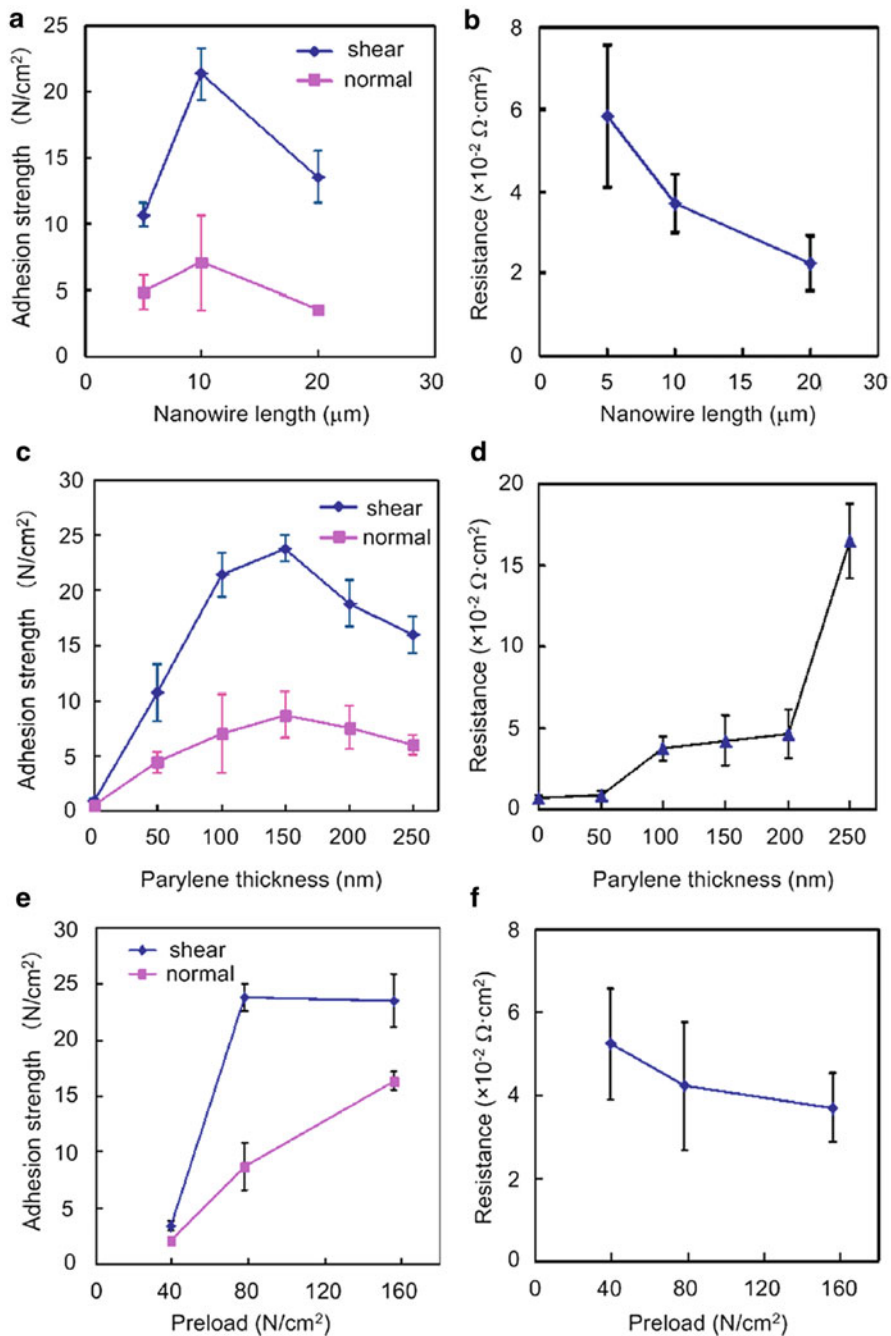 a
25
20
15
10
5
0
Adhesion strength (N/cm²)
shear
normal
0 10 20 30
Nanowire length (μm)
b
8
6
4
2
0
Resistance (×10⁻² Ω·cm²)
0 5 10 15 20 30
Nanowire length (μm)
c
30
25
20
15
10
5
0
Adhesion strength (N/cm²)
shear
normal
0 50 100 150 200 250
Parylene thickness (nm)
d
20
15
10
5
0
Resistance (×10⁻² Ω·cm²)
0 50 100 150 200 250
Parylene thickness (nm)
e
30
25
20
15
10
5
0
Adhesion strength (N/cm²)
shear
normal
0 40 80 120 160
Preload (N/cm²)
f
8
6
4
2
0
Resistance (×10⁻² Ω·cm²)
0 40 80 120 160
Preload (N/cm²)